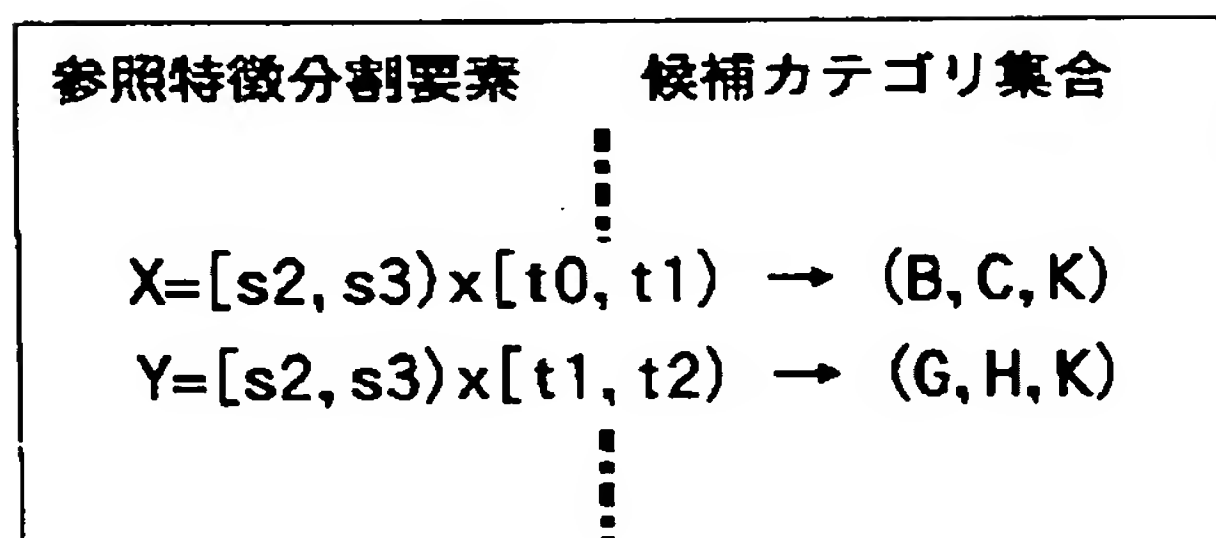 参照特徴分割要素 候補カテゴリ集合
X=[s2,s3)x[t0,t1) → (B,C,K)
Y=[s2,s3)x[t1,t2) → (G,H,K)